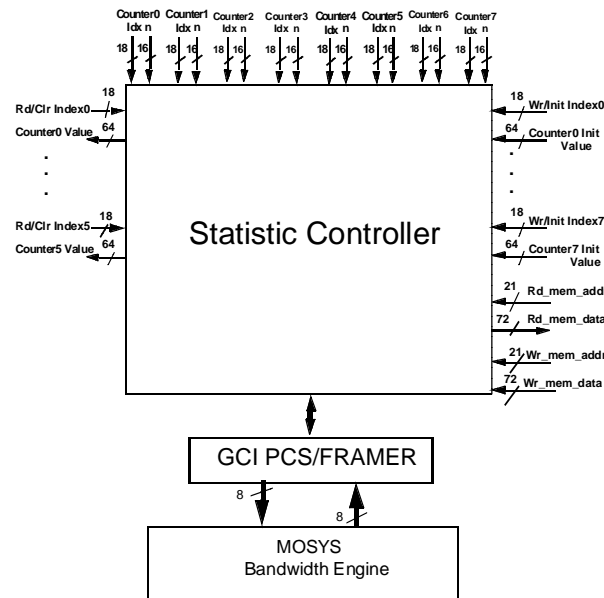 Counter0 Counter1 Counter2 Counter3 Counter4 Counter5 Counter6 Counter7
Idx n Idx n Idx n Idx n Idx n Idx n Idx n Idx n
18 16 18 16 18 16 18 16 18 16 18 16 18 16 18 16
Rd/Clr Index0 18
Counter0 Value 64
.
.
.
Rd/Clr Index5 18
Counter5 Value 64
Statistic Controller
18 Wr/Init Index0
64 Counter0 Init
Value
.
.
.
18 Wr/Init Index7
64 Counter7 Init
Value
21 Rd_mem_addr
72 Rd_mem_data
21 Wr_mem_addr
72 Wr_mem_data
GCI PCS/FRAMER
8 8
MOSYS
Bandwidth Engine